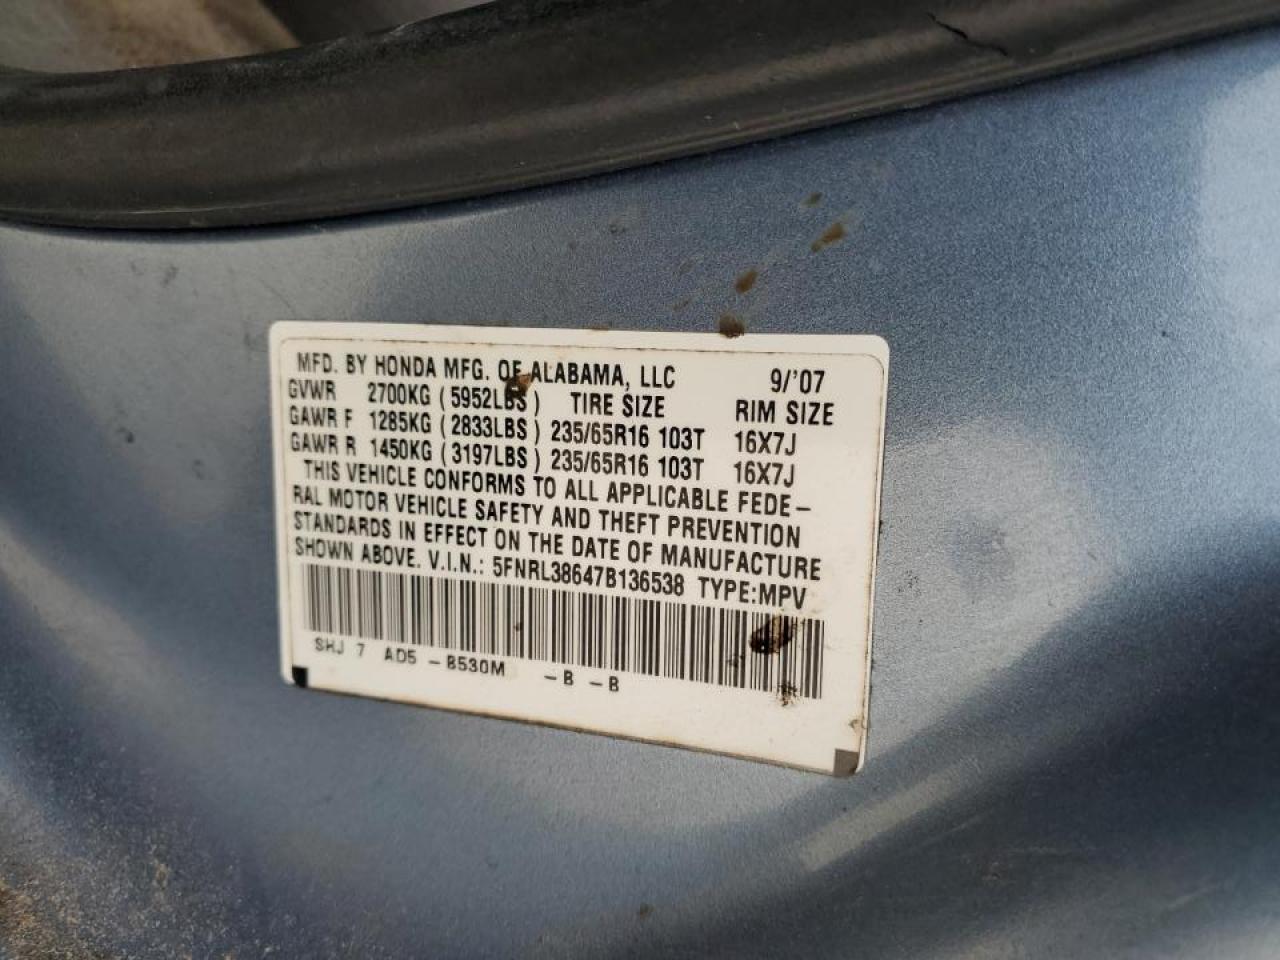 MFD. BY HONDA MFG. OF ALABAMA, LLC 9/'07
GVWR 2700KG (5952LBS) TIRE SIZE RIM SIZE
GAWR F 1285KG (2833LBS) 235/65R16 103T 16X7J
GAWR R 1450KG (3197LBS) 235/65R16 103T 16X7J
THIS VEHICLE CONFORMS TO ALL APPLICABLE FEDE-
RAL MOTOR VEHICLE SAFETY AND THEFT PREVENTION
STANDARDS IN EFFECT ON THE DATE OF MANUFACTURE
SHOWN ABOVE. V.I.N.: 5FNRL38647B136538 TYPE:MPV
SHJ 7 AD5 - B530M - B - B